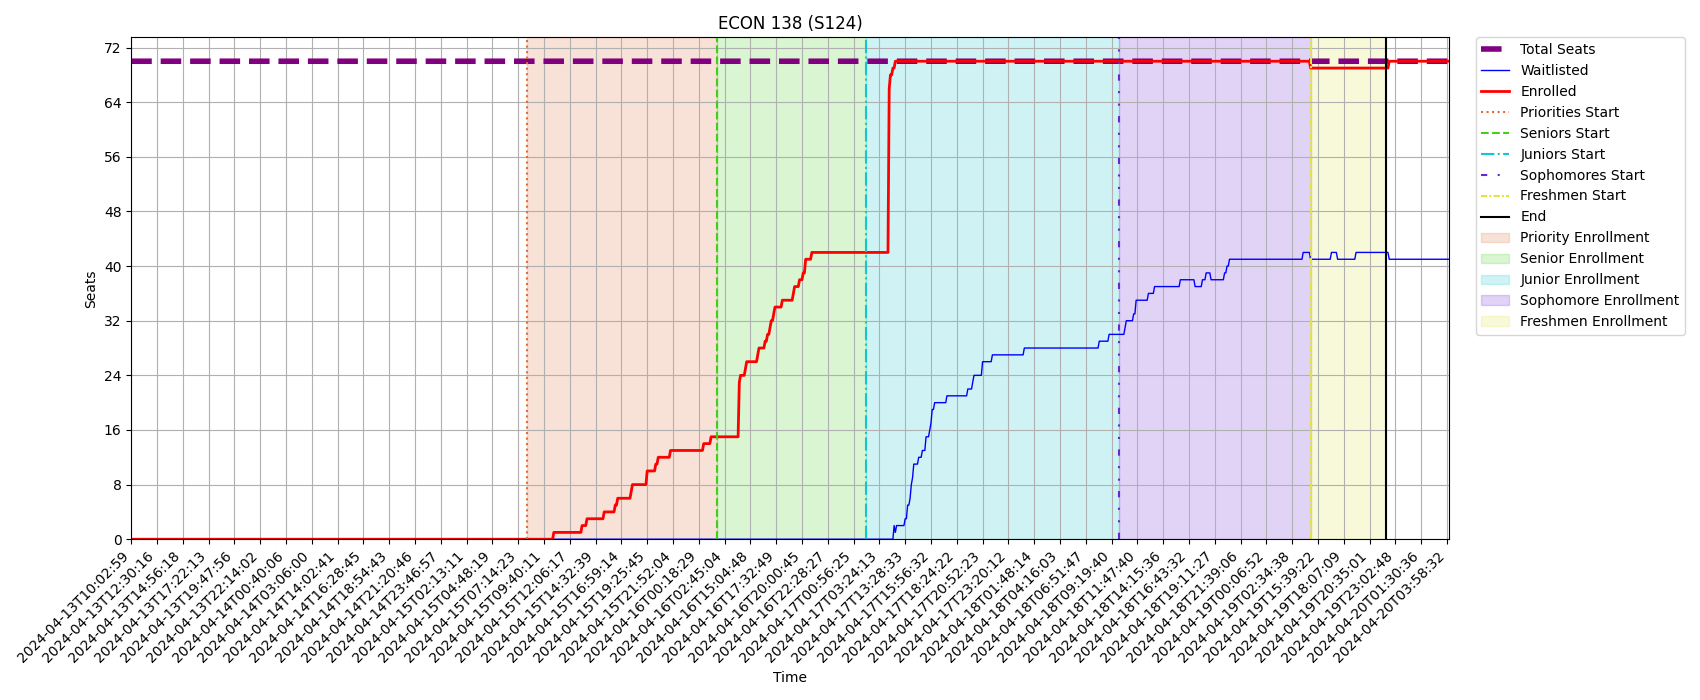 ECON 138 (S124)
72
64
56
48
40
32
24
16
8
0
Seats
2024-04-13T10:02:59
2024-04-13T12:30:16
2024-04-13T14:56:18
2024-04-13T17:22:13
2024-04-13T19:47:56
2024-04-13T22:14:02
2024-04-14T00:40:06
2024-04-14T03:06:00
2024-04-14T14:02:41
2024-04-14T16:28:45
2024-04-14T18:54:43
2024-04-14T21:20:46
2024-04-14T23:46:57
2024-04-15T02:13:11
2024-04-15T04:48:19
2024-04-15T07:14:23
2024-04-15T09:40:11
2024-04-15T12:06:17
2024-04-15T14:32:39
2024-04-15T16:59:14
2024-04-15T19:25:45
2024-04-15T21:52:04
2024-04-16T00:18:29
2024-04-16T02:45:04
2024-04-16T15:04:48
2024-04-16T17:32:49
2024-04-16T20:00:45
2024-04-16T22:28:27
2024-04-17T00:56:25
2024-04-17T03:24:13
2024-04-17T13:28:33
2024-04-17T15:56:32
2024-04-17T18:24:22
2024-04-17T20:52:23
2024-04-17T23:20:12
2024-04-18T01:48:14
2024-04-18T04:16:03
2024-04-18T06:51:47
2024-04-18T09:19:40
2024-04-18T11:47:40
2024-04-18T14:15:36
2024-04-18T16:43:32
2024-04-18T19:11:27
2024-04-18T21:39:06
2024-04-19T00:06:52
2024-04-19T02:34:38
2024-04-19T15:39:22
2024-04-19T18:07:09
2024-04-19T20:35:01
2024-04-19T23:02:48
2024-04-20T01:30:36
2024-04-20T03:58:32
Time
Total Seats
Waitlisted
Enrolled
Priorities Start
Seniors Start
Juniors Start
Sophomores Start
Freshmen Start
End
Priority Enrollment
Senior Enrollment
Junior Enrollment
Sophomore Enrollment
Freshmen Enrollment